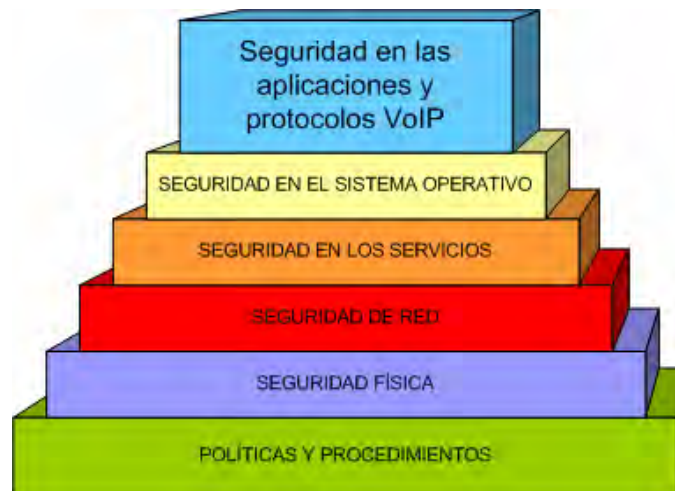 Seguridad en las
aplicaciones y
protocolos VoIP
SEGURIDAD EN EL SISTEMA OPERATIVO
SEGURIDAD EN LOS SERVICIOS
SEGURIDAD DE RED
SEGURIDAD FÍSICA
POLÍTICAS Y PROCEDIMIENTOS